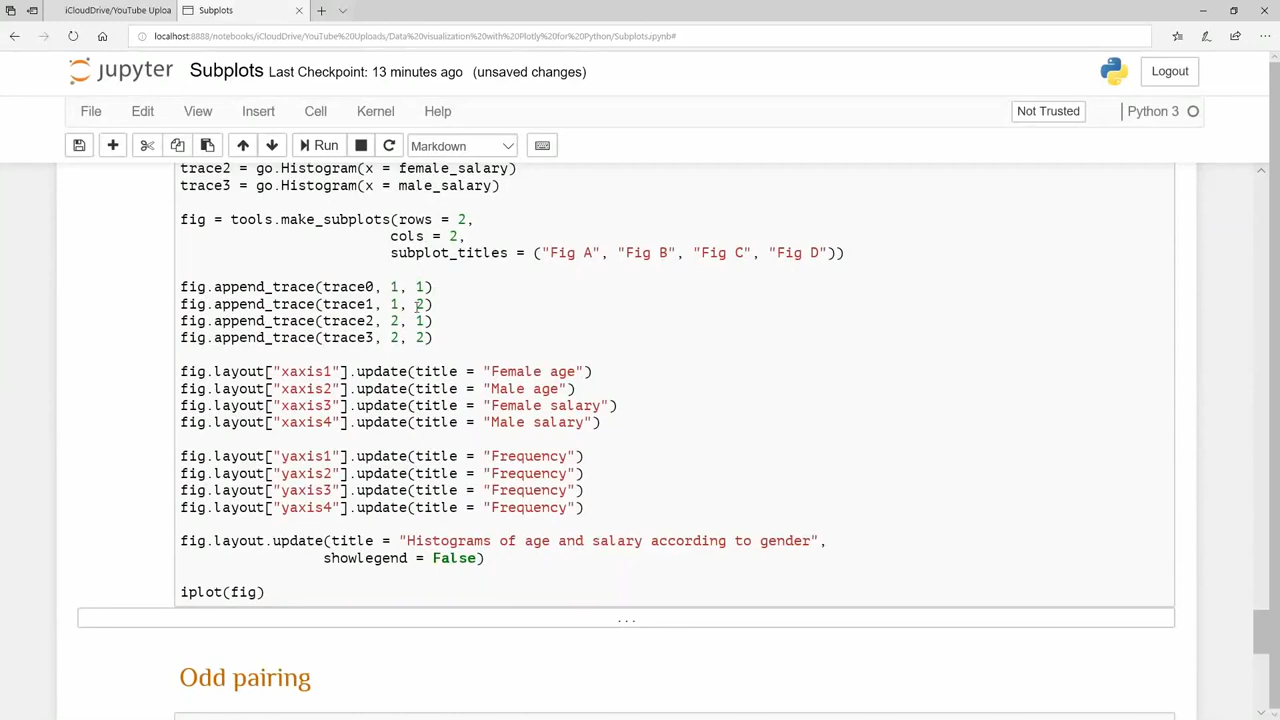 iCloudDrive/YouTube Uploa
Subplots
localhost:8888/notebooks/iCloudDrive/YouTube%20Uploads/Data%20visualization%20with%20Plotly%20for%20Python/Subplots.ipynb#
jupyter Subplots Last Checkpoint: 13 minutes ago (unsaved changes)
Logout
File Edit View Insert Cell Kernel Help
Not Trusted
Python 3
Run
Markdown
trace2 = go.Histogram(x = female_salary)
trace3 = go.Histogram(x = male_salary)
fig = tools.make_subplots(rows = 2,
cols = 2,
subplot_titles = ("Fig A", "Fig B", "Fig C", "Fig D"))
fig.append_trace(trace0, 1, 1)
fig.append_trace(trace1, 1, 2)
fig.append_trace(trace2, 2, 1)
fig.append_trace(trace3, 2, 2)
fig.layout["xaxis1"].update(title = "Female age")
fig.layout["xaxis2"].update(title = "Male age")
fig.layout["xaxis3"].update(title = "Female salary")
fig.layout["xaxis4"].update(title = "Male salary")
fig.layout["yaxis1"].update(title = "Frequency")
fig.layout["yaxis2"].update(title = "Frequency")
fig.layout["yaxis3"].update(title = "Frequency")
fig.layout["yaxis4"].update(title = "Frequency")
fig.layout.update(title = "Histograms of age and salary according to gender",
showlegend = False)
iplot(fig)
...
Odd pairing